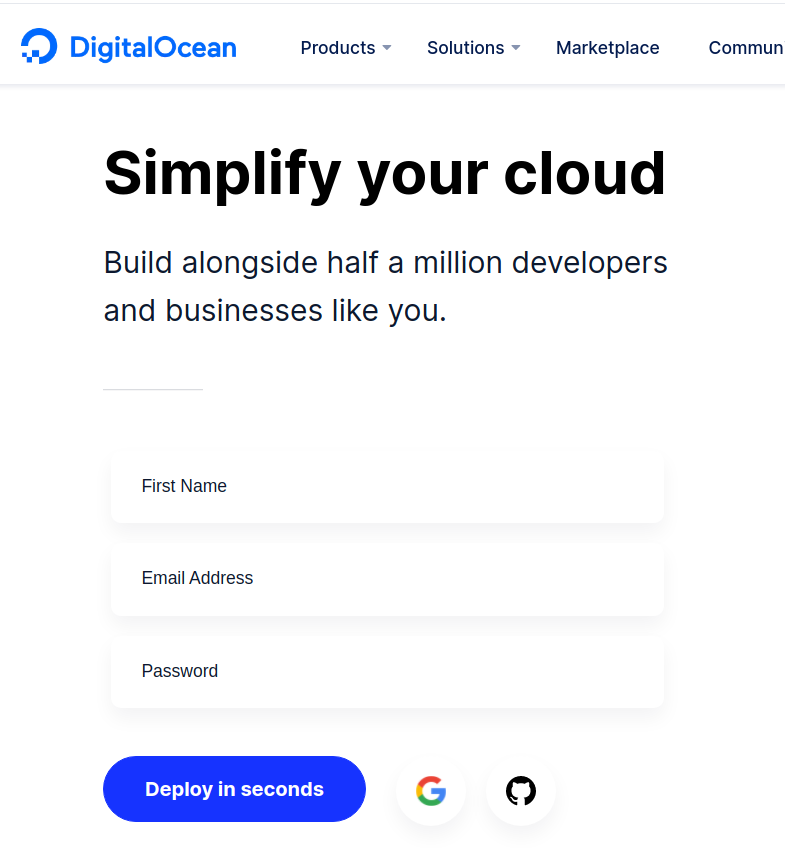 DigitalOcean Products Solutions Marketplace Commun
Simplify your cloud
Build alongside half a million developers
and businesses like you.
First Name
Email Address
Password
Deploy in seconds